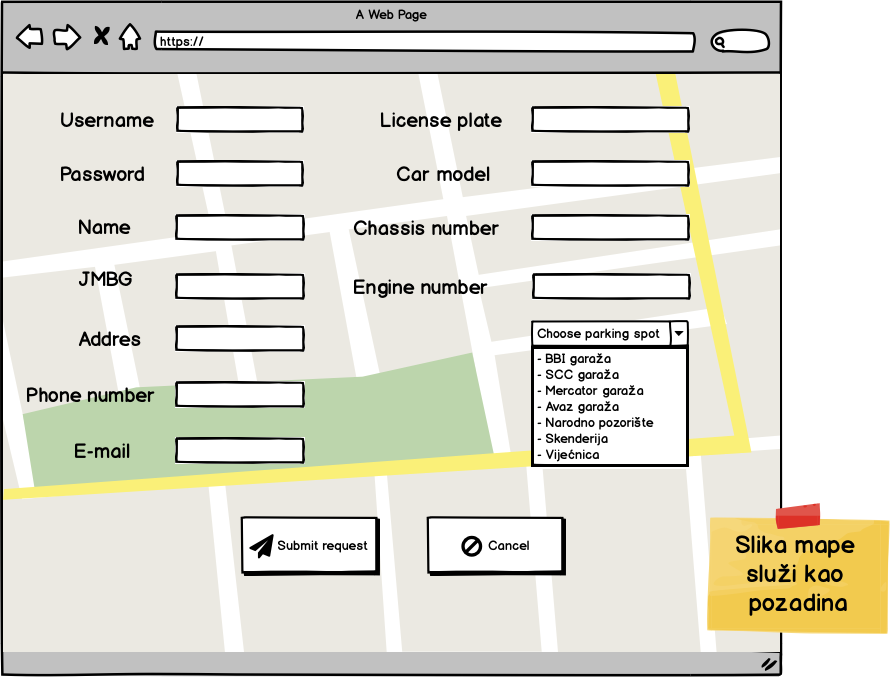 A Web Page
https://
Username
License plate
Password
Car model
Name
Chassis number
JMBG
Engine number
Addres
Choose parking spot
- BBI garaža
- SCC garaža
- Mercator garaža
- Avaz garaža
- Narodno pozorište
- Skenderija
- Vijećnica
Phone number
E-mail
Submit request
Cancel
Slika mape
služi kao
pozadina